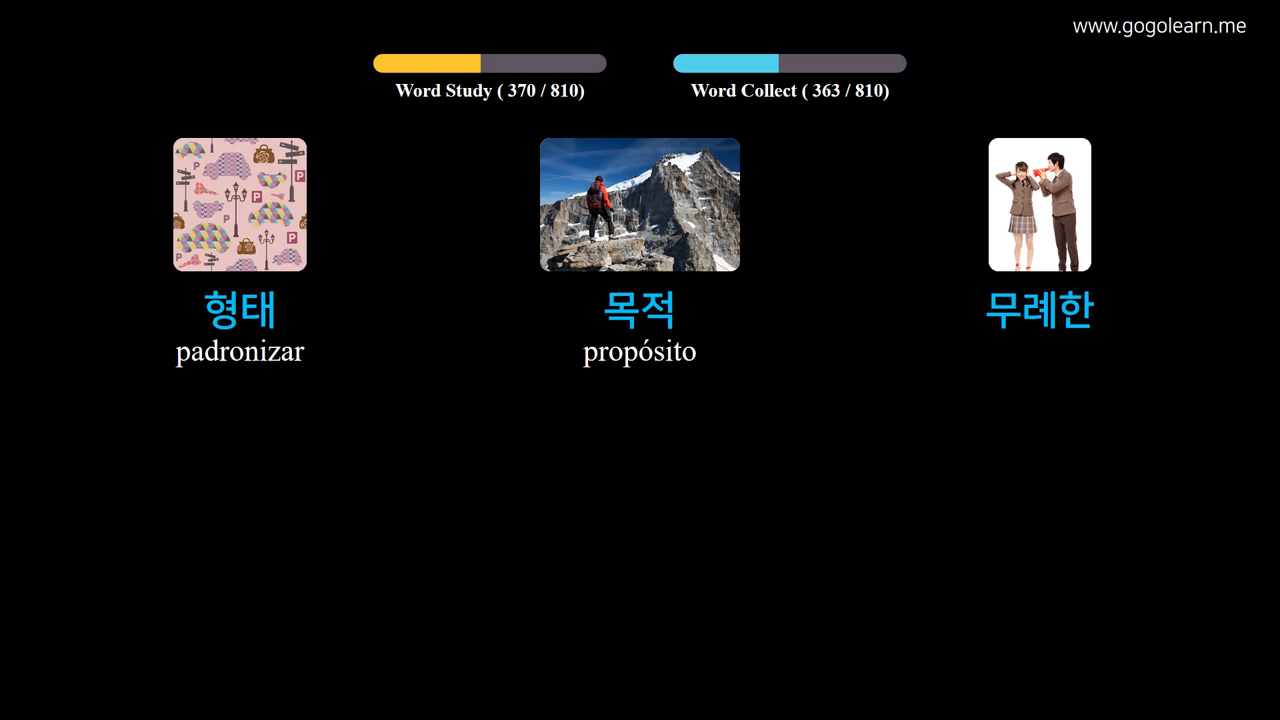 www.gogolearn.me
Word Study ( 370 / 810)
Word Collect ( 363 / 810)
형태
padronizar
목적
propósito
무례한
P
P
P
P
P
P